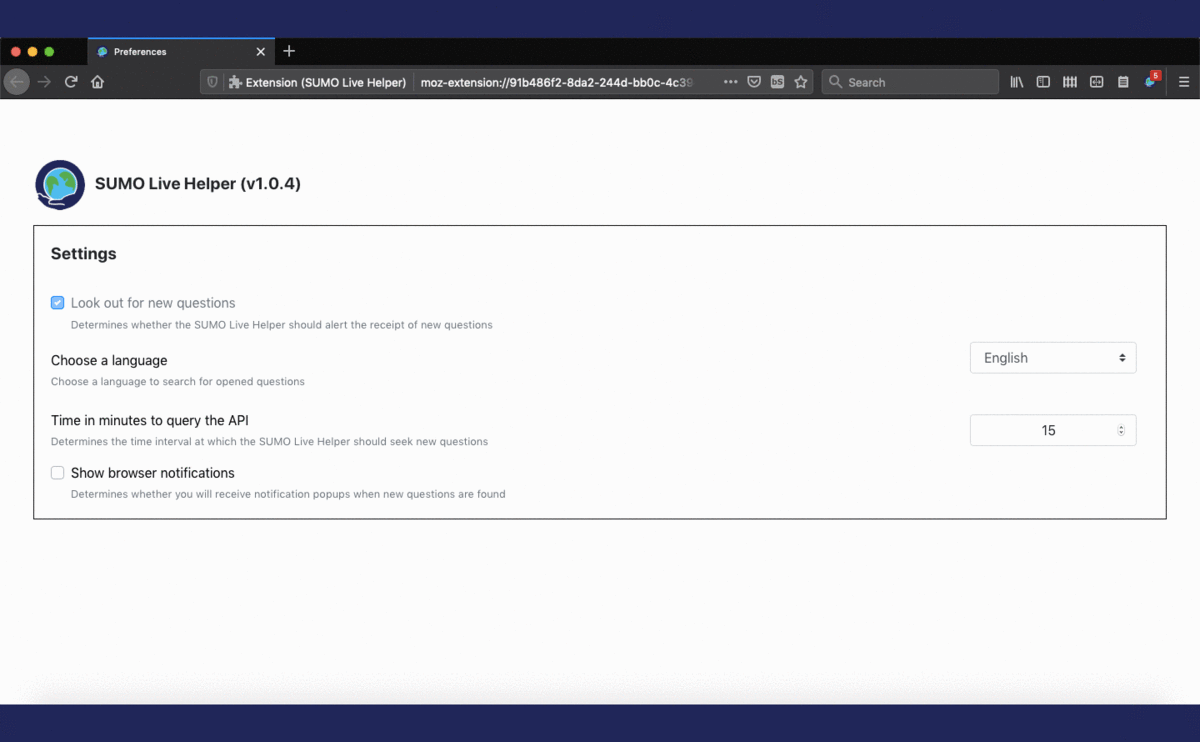 Preferences
Extension (SUMO Live Helper) moz-extension://91b486f2-8da2-244d-bb0c-4c39
bS
Search
5
SUMO Live Helper (v1.0.4)
Settings
Look out for new questions
Determines whether the SUMO Live Helper should alert the receipt of new questions
Choose a language
English
Choose a language to search for opened questions
Time in minutes to query the API
15
Determines the time interval at which the SUMO Live Helper should seek new questions
Show browser notifications
Determines whether you will receive notification popups when new questions are found